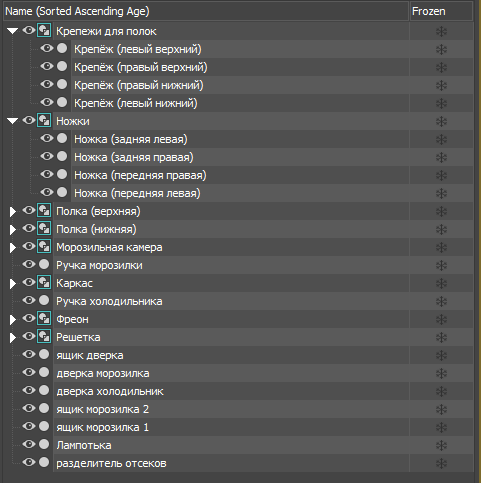 Name (Sorted Ascending Age) Frozen
Крепежи для полок
Крепёж (левый верхний)
Крепёж (правый верхний)
Крепёж (правый нижний)
Крепёж (левый нижний)
Ножки
Ножка (задняя левая)
Ножка (задняя правая)
Ножка (передняя правая)
Ножка (передняя левая)
Полка (верхняя)
Полка (нижняя)
Морозильная камера
Ручка морозилки
Каркас
Ручка холодильника
Фреон
Решетка
ящик дверка
дверка морозилка
дверка холодильник
ящик морозилка 2
ящик морозилка 1
Лампотька
разделитель отсеков